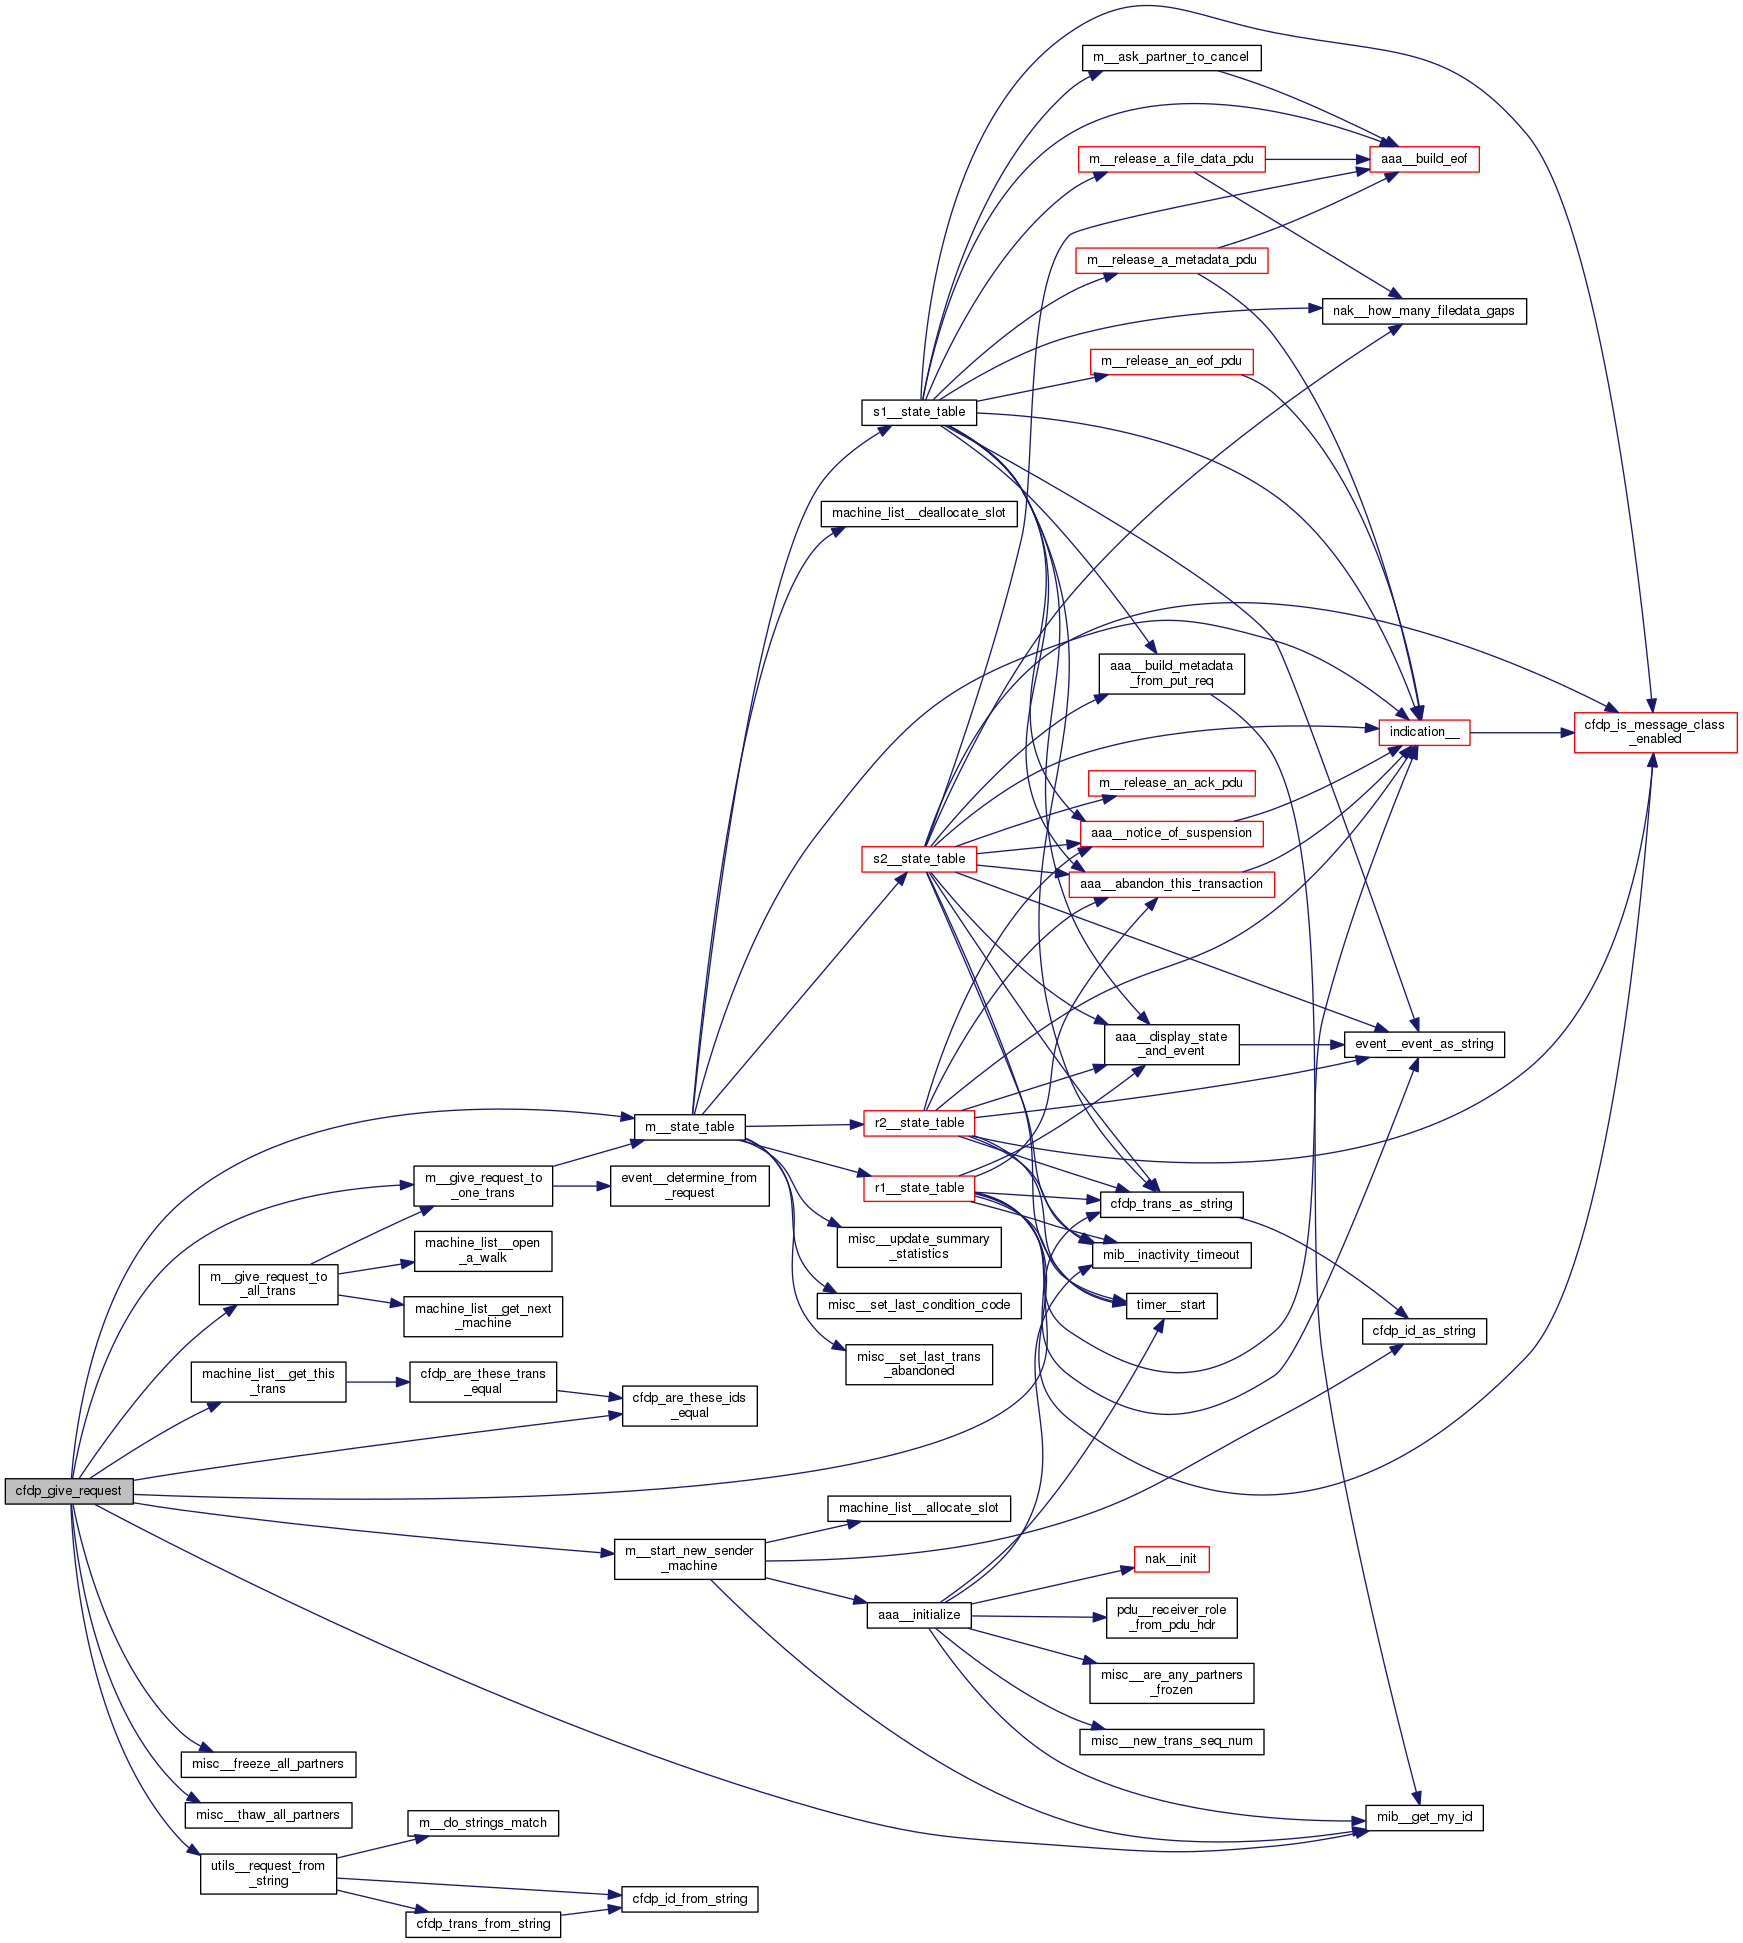 m__ask_partner_to_cancel
m__release_a_file_data_pdu
aaa__build_eof
m__release_a_metadata_pdu
nak__how_many_filedata_gaps
m__release_an_eof_pdu
s1__state_table
machine_list__deallocate_slot
aaa__build_metadata
_from_put_req
indication__
cfdp_is_message_class
_enabled
m__release_an_ack_pdu
aaa__notice_of_suspension
s2__state_table
aaa__abandon_this_transaction
aaa__display_state
_and_event
event__event_as_string
m__state_table
r2__state_table
m__give_request_to
_one_trans
event__determine_from
_request
r1__state_table
cfdp_trans_as_string
machine_list__open
_a_walk
misc__update_summary
_statistics
mib__inactivity_timeout
m__give_request_to
_all_trans
machine_list__get_next
_machine
misc__set_last_condition_code
timer__start
cfdp_id_as_string
misc__set_last_trans
_abandoned
machine_list__get_this
_trans
cfdp_are_these_trans
_equal
cfdp_are_these_ids
_equal
cfdp_give_request
machine_list__allocate_slot
m__start_new_sender
_machine
nak__init
aaa__initialize
pdu__receiver_role
_from_pdu_hdr
misc__are_any_partners
_frozen
misc__new_trans_seq_num
misc__freeze_all_partners
misc__thaw_all_partners
mib__get_my_id
m__do_strings_match
utils__request_from
_string
cfdp_id_from_string
cfdp_trans_from_string